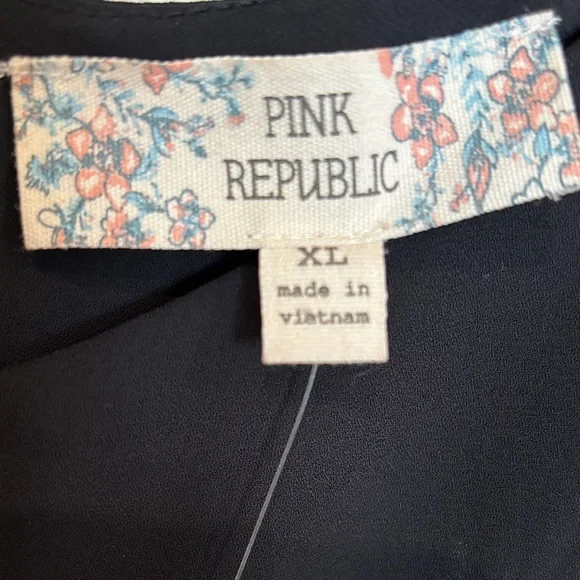 PINK
REPUBLIC
XL
made in
vietnam